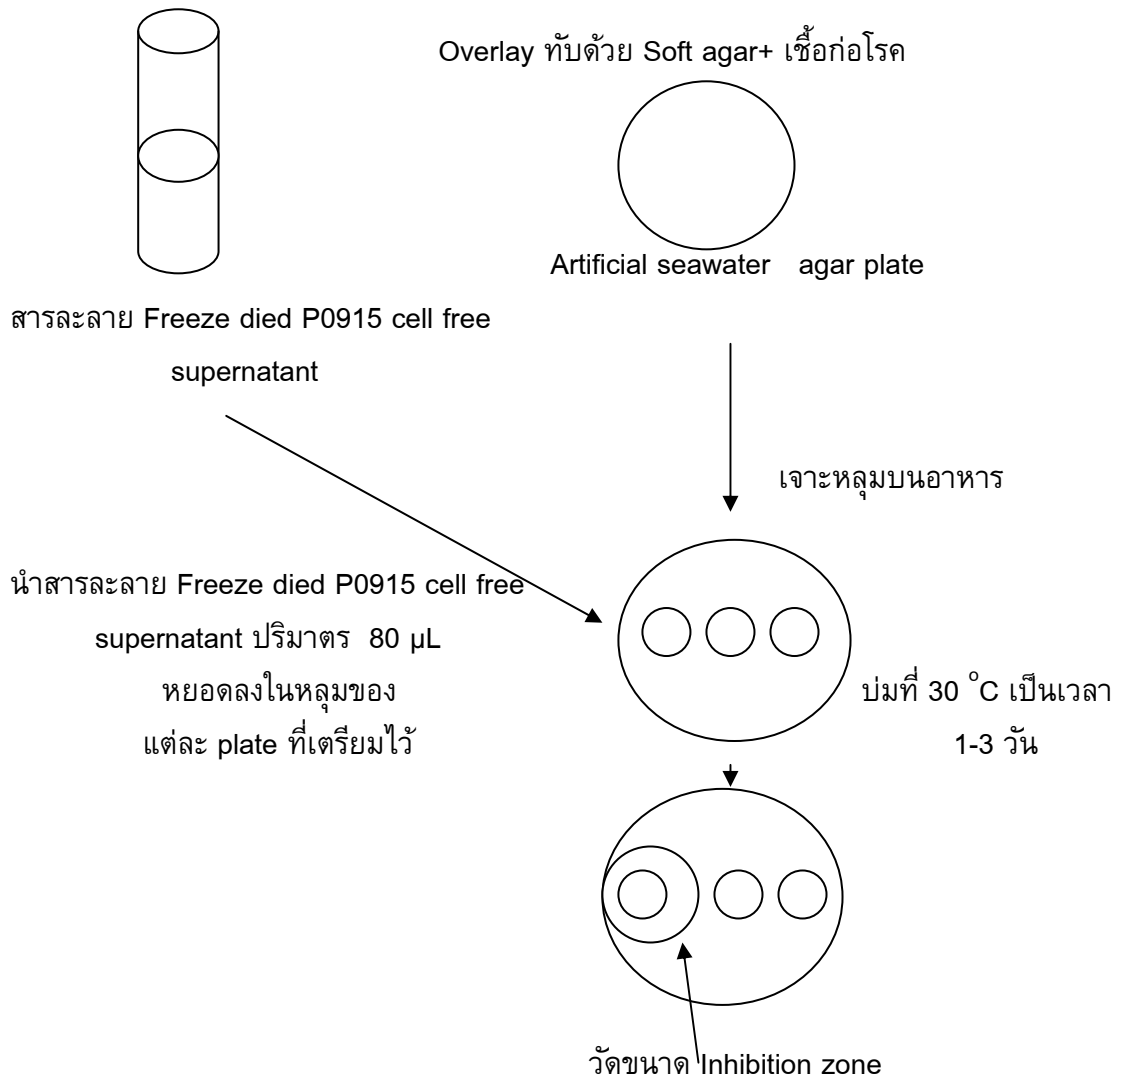 Overlay ทับด้วย Soft agar+ เชื้อก่อโรค
Artificial seawater agar plate
สารละลาย Freeze died P0915 cell free
supernatant
เจาะหลุมบนอาหาร
นำสารละลาย Freeze died P0915 cell free
supernatant ปริมาตร 80 µL
หยอดลงในหลุมของ
แต่ละ plate ที่เตรียมไว้
บ่มที่ 30 °C เป็นเวลา
1-3 วัน
วัดขนาด Inhibition zone